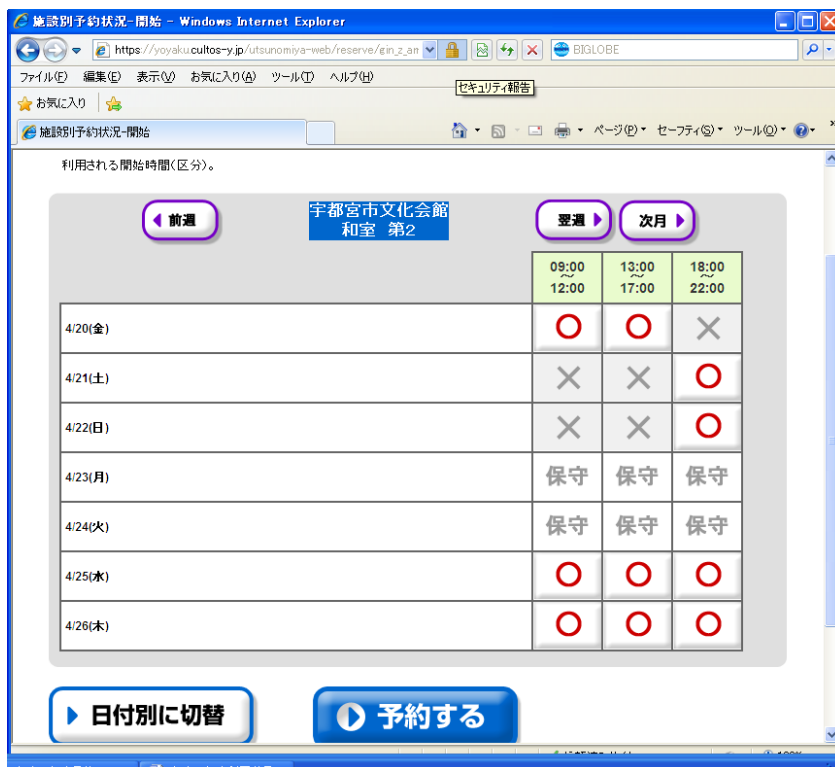 施設別予約状況-開始 - Windows Internet Explorer
https://yoyaku.cultos-y.jp/utsunomiya-web/reserve/gin_z_ar
BIGLOBE
ファイル(F) 編集(E) 表示(V) お気に入り(A) ツール(T) ヘルプ(H)
セキュリティ報告
お気に入り
施設別予約状況-開始
ページ(P) セーフティ(S) ツール(O)
利用される開始時間(区分)。
前週
宇都宮市文化会館
和室 第2
翌週
次月
09:00 13:00 18:00
～ ～ ～
12:00 17:00 22:00
4/20(金) ○ ○ ×
4/21(土) × × ○
4/22(日) × × ○
4/23(月) 保守 保守 保守
4/24(火) 保守 保守 保守
4/25(水) ○ ○ ○
4/26(木) ○ ○ ○
日付別に切替
予約する